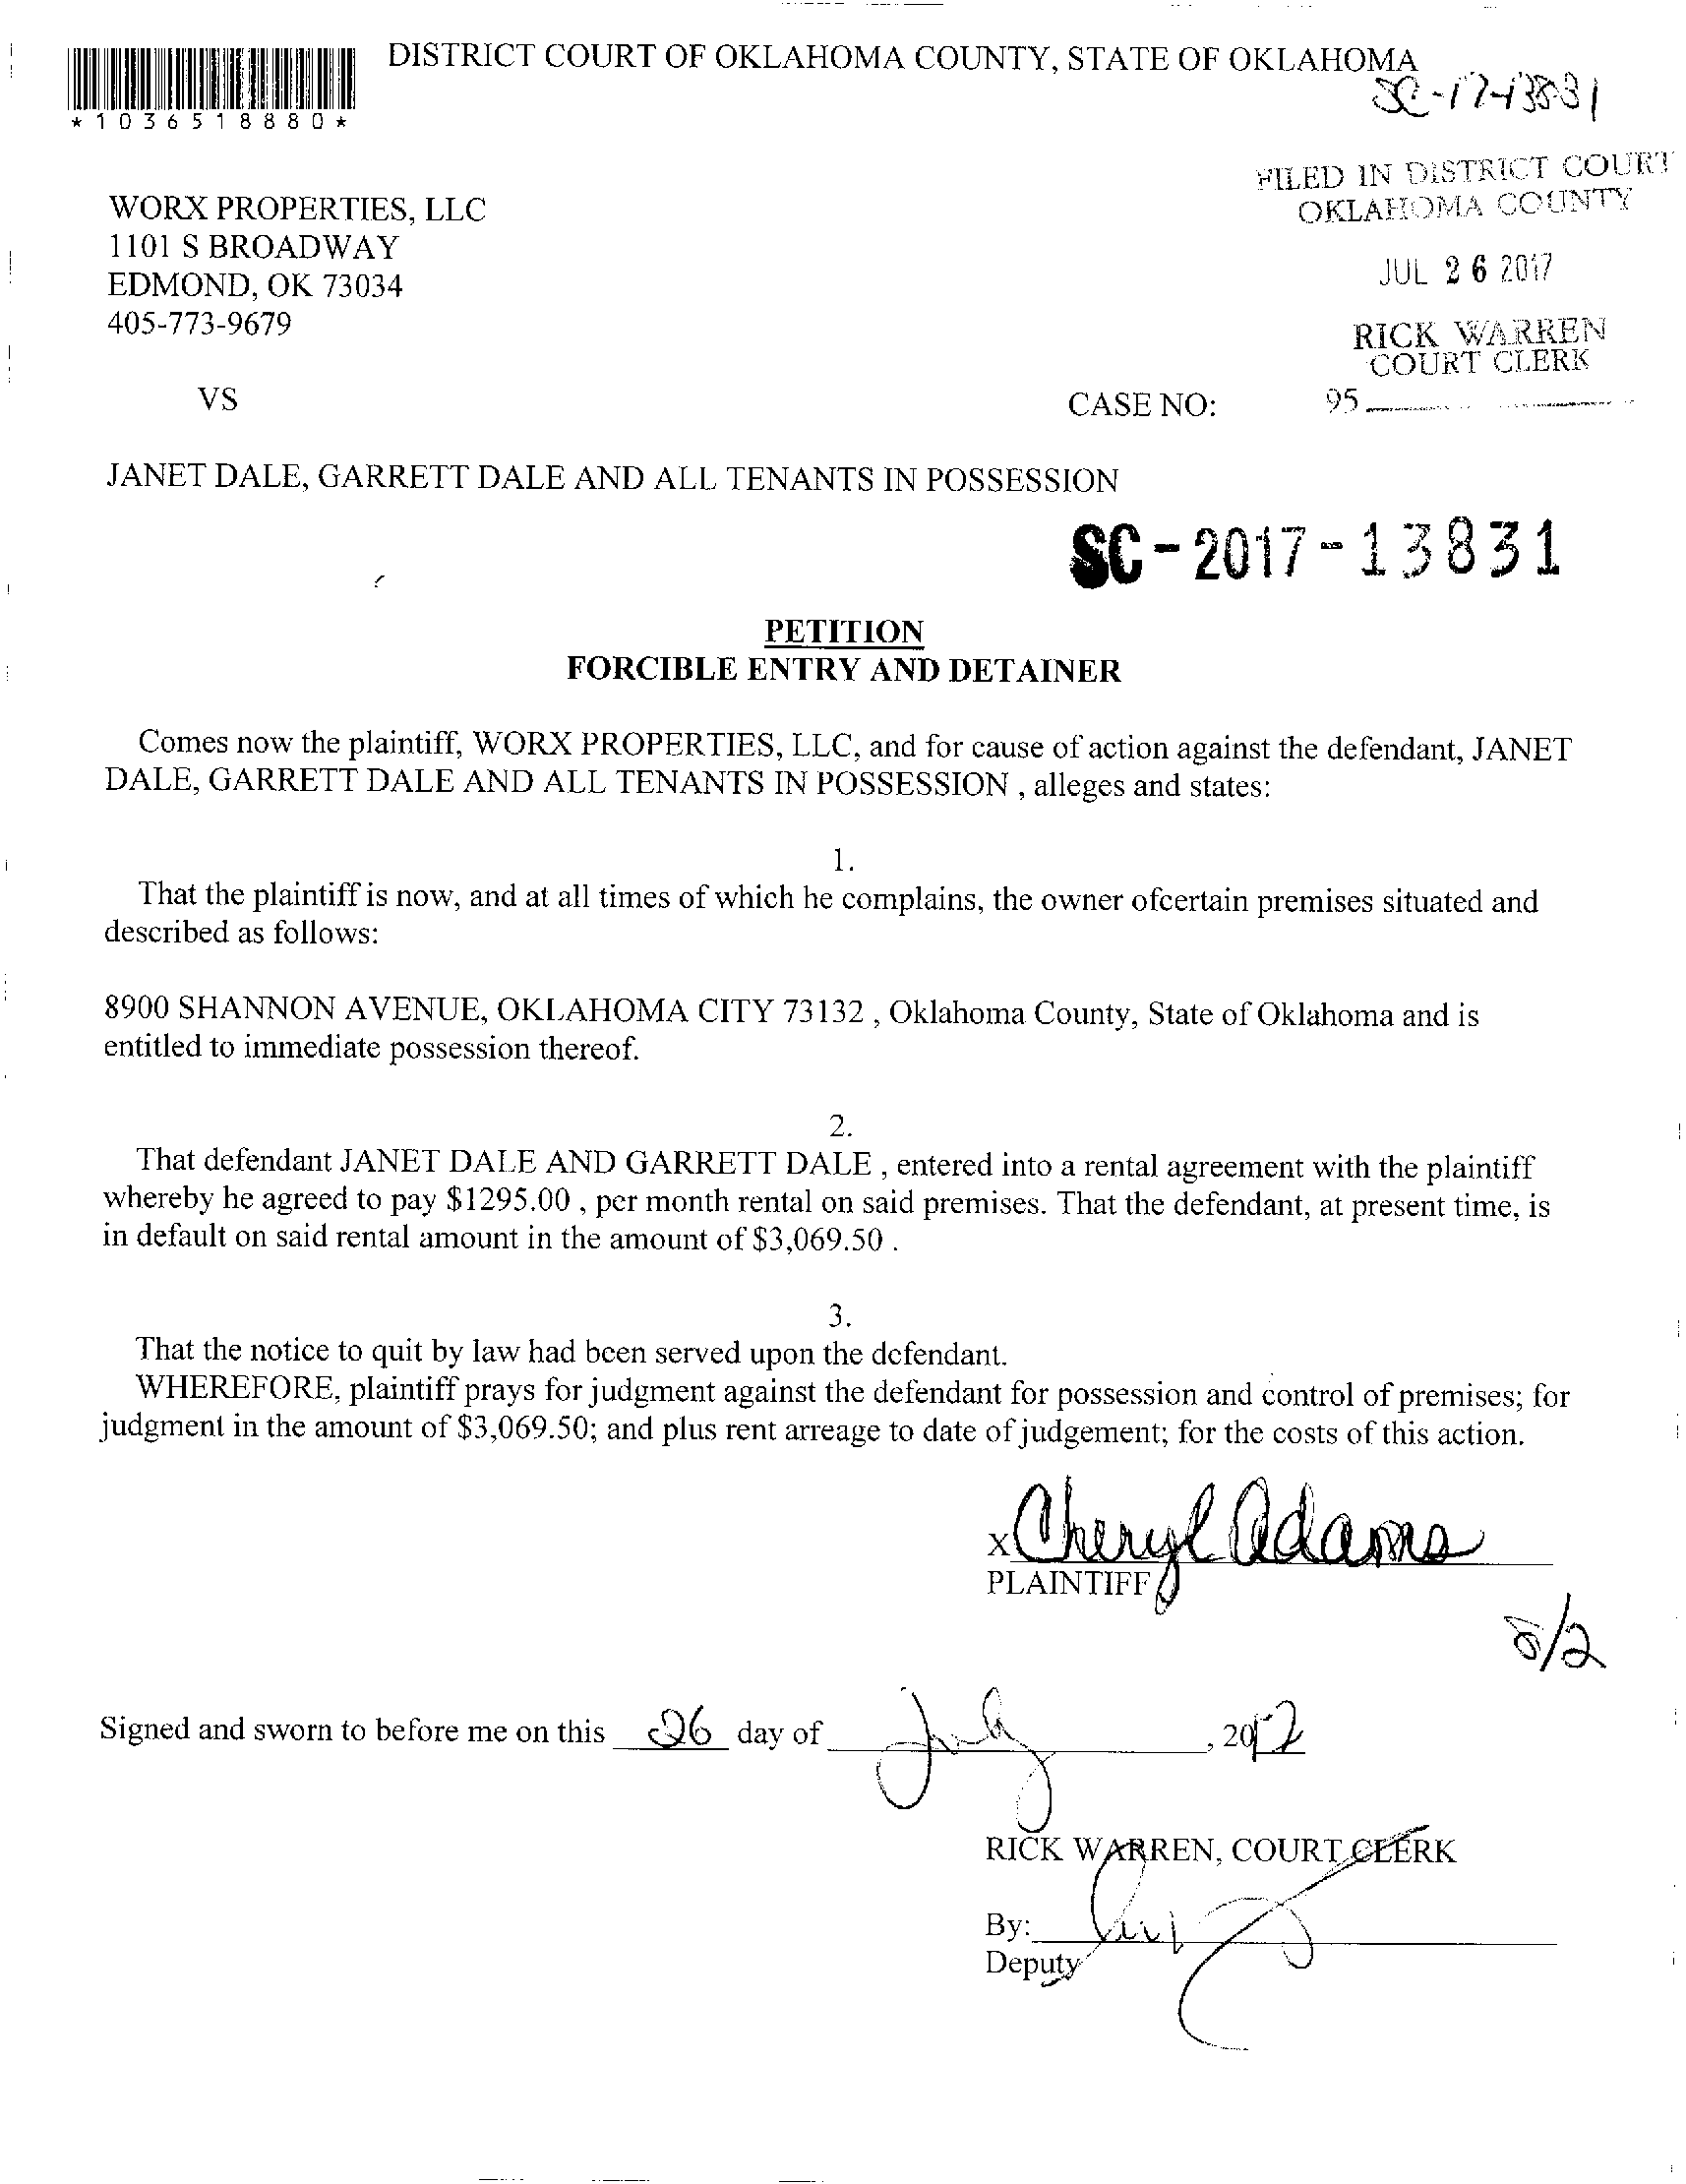 DISTRICT COURT OF OKLAHOMA COUNTY, STATE OF OKLAHOMA
SC-17-13831
*1036518880*
FILED IN DISTRICT COURT
OKLAHOMA COUNTY
WORX PROPERTIES, LLC
1101 S BROADWAY
EDMOND, OK 73034
405-773-9679
JUL 26 2017
RICK WARREN
COURT CLERK
VS
CASE NO:
95
JANET DALE, GARRETT DALE AND ALL TENANTS IN POSSESSION
SC-2017-13831
PETITION
FORCIBLE ENTRY AND DETAINER
Comes now the plaintiff, WORX PROPERTIES, LLC, and for cause of action against the defendant, JANET
DALE, GARRETT DALE AND ALL TENANTS IN POSSESSION , alleges and states:
1.
That the plaintiff is now, and at all times of which he complains, the owner ofcertain premises situated and
described as follows:
8900 SHANNON AVENUE, OKLAHOMA CITY 73132 , Oklahoma County, State of Oklahoma and is
entitled to immediate possession thereof.
2.
That defendant JANET DALE AND GARRETT DALE , entered into a rental agreement with the plaintiff
whereby he agreed to pay $1295.00 , per month rental on said premises. That the defendant, at present time, is
in default on said rental amount in the amount of $3,069.50 .
3.
That the notice to quit by law had been served upon the defendant.
WHEREFORE, plaintiff prays for judgment against the defendant for possession and control of premises; for
judgment in the amount of $3,069.50; and plus rent arreage to date of judgement; for the costs of this action.
x Cheryl Adams
PLAINTIFF
8/2
Signed and sworn to before me on this 26 day of July , 2017
RICK WARREN, COURT CLERK
By:
Deputy